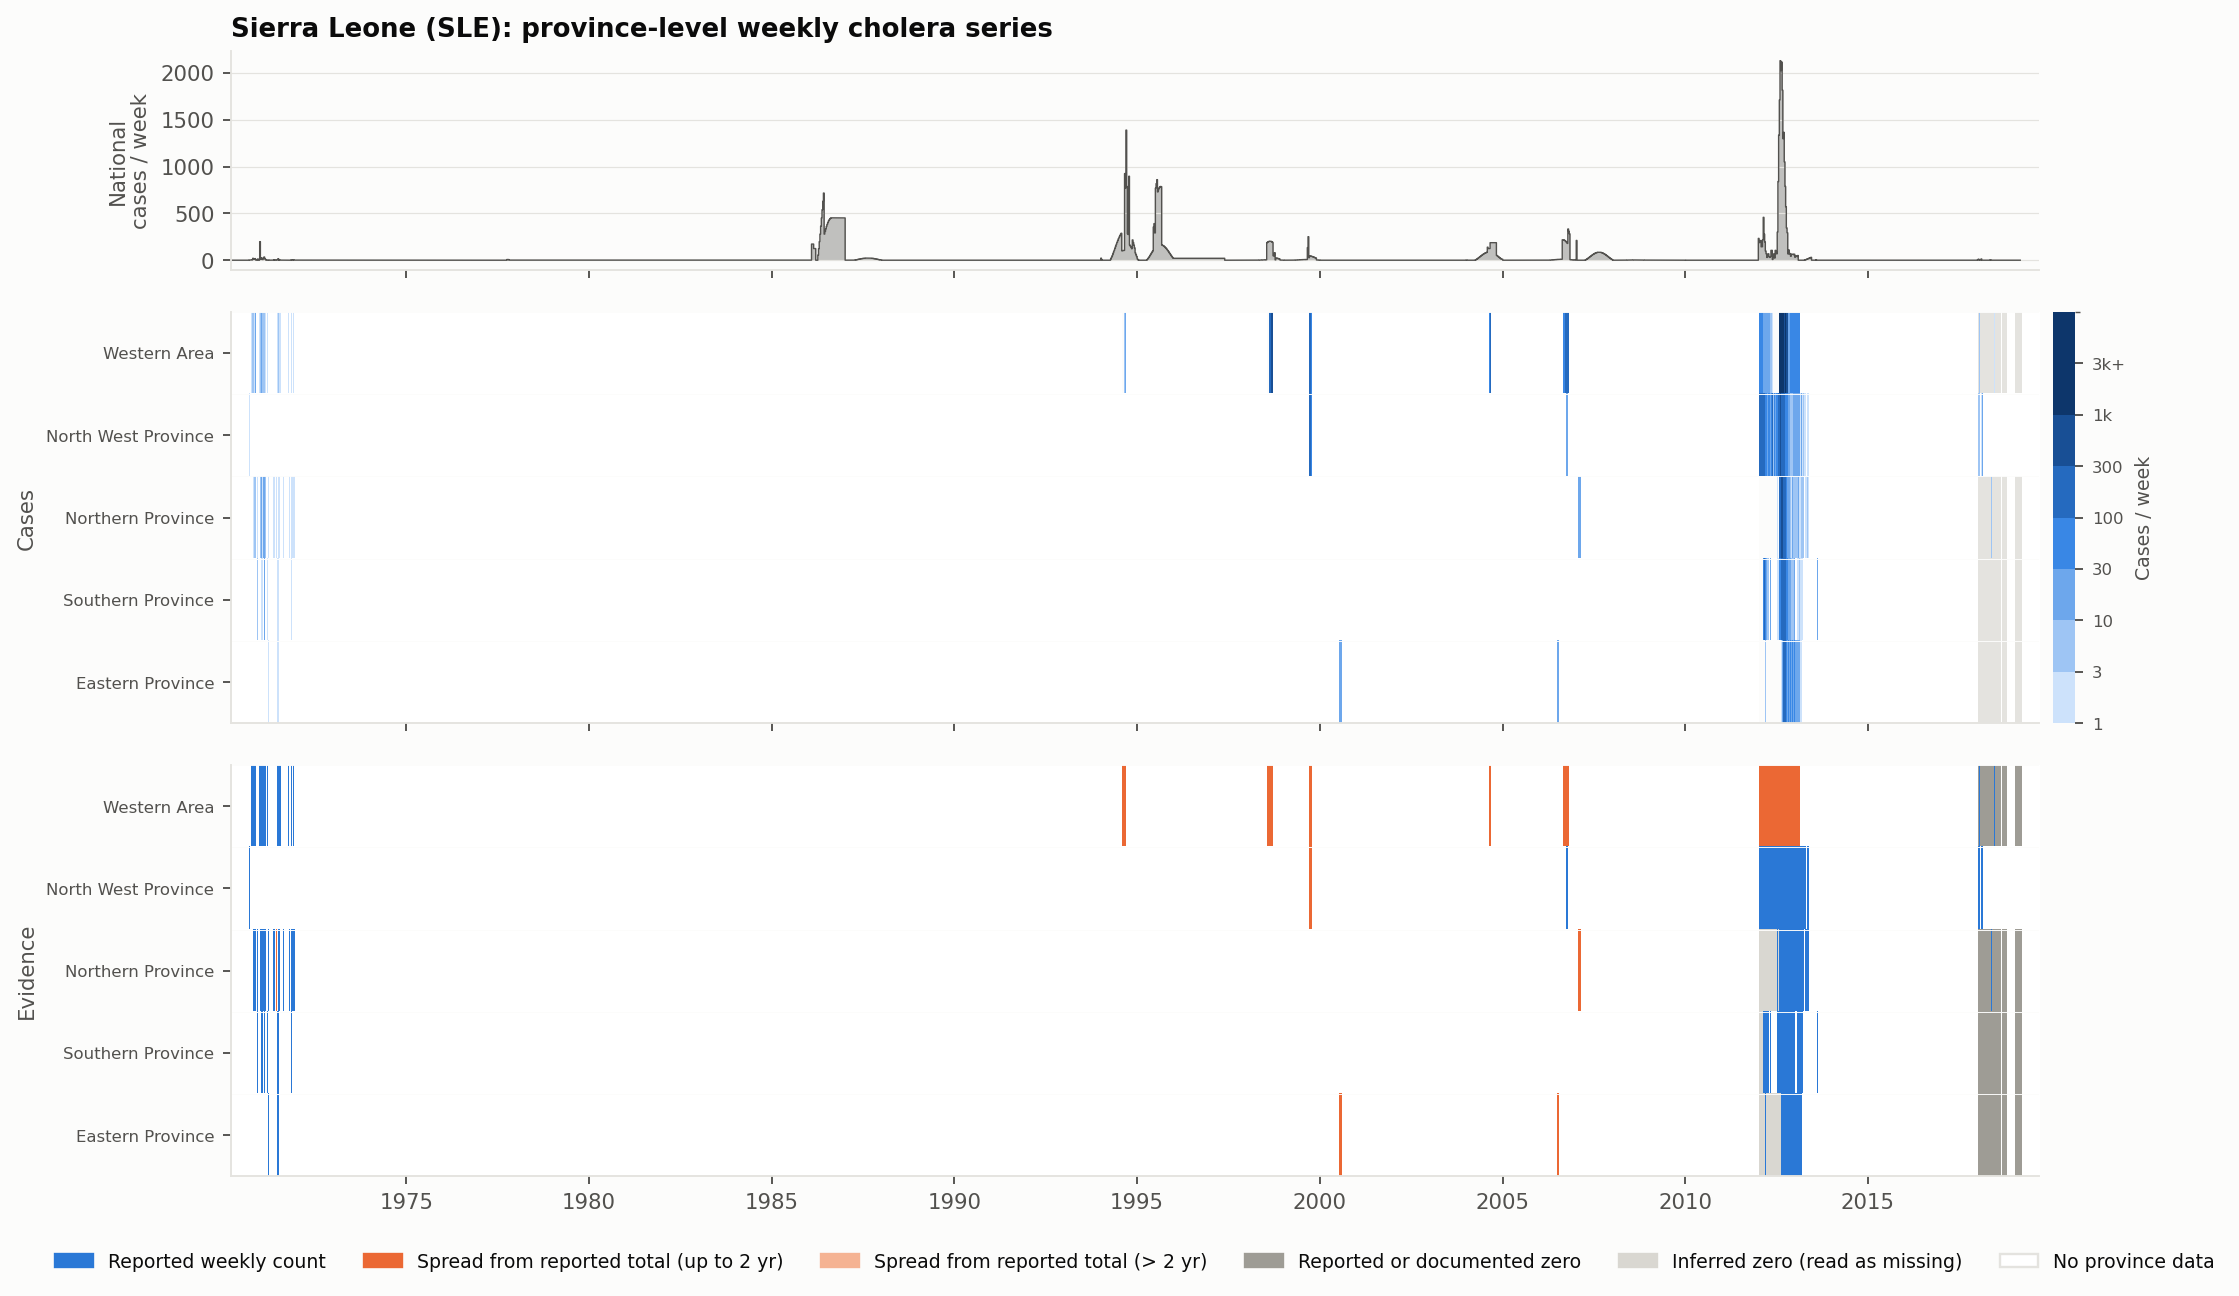 Sierra Leone (SLE): province-level weekly cholera series
National
cases / week
2000
1500
1000
500
0
Cases
Western Area
North West Province
Northern Province
Southern Province
Eastern Province
3k+
1k
300
100
30
10
3
1
Cases / week
Evidence
Western Area
North West Province
Northern Province
Southern Province
Eastern Province
1975 1980 1985 1990 1995 2000 2005 2010 2015
Reported weekly count Spread from reported total (up to 2 yr) Spread from reported total (> 2 yr) Reported or documented zero Inferred zero (read as missing) No province data